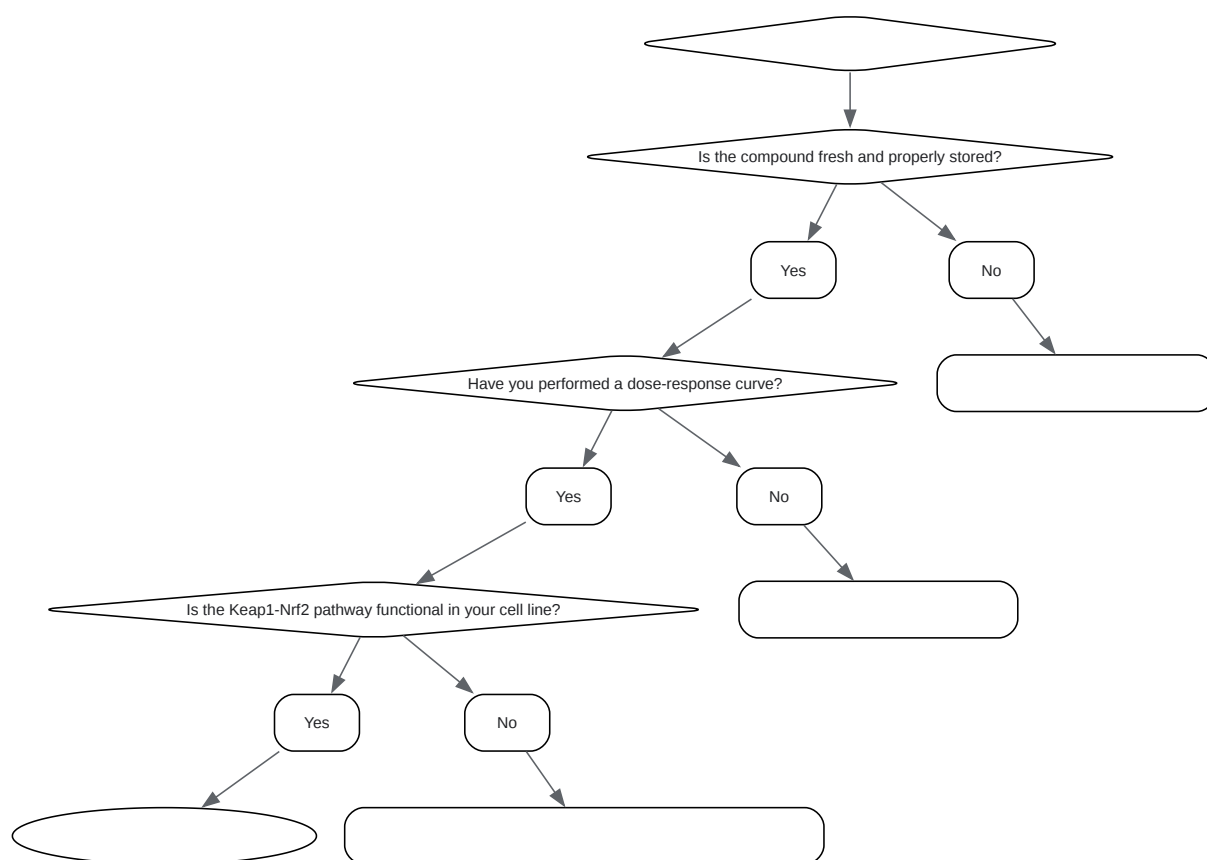 Is the compound fresh and properly stored?
Yes
No
Have you performed a dose-response curve?
Yes
No
Is the Keap1-Nrf2 pathway functional in your cell line?
Yes
No